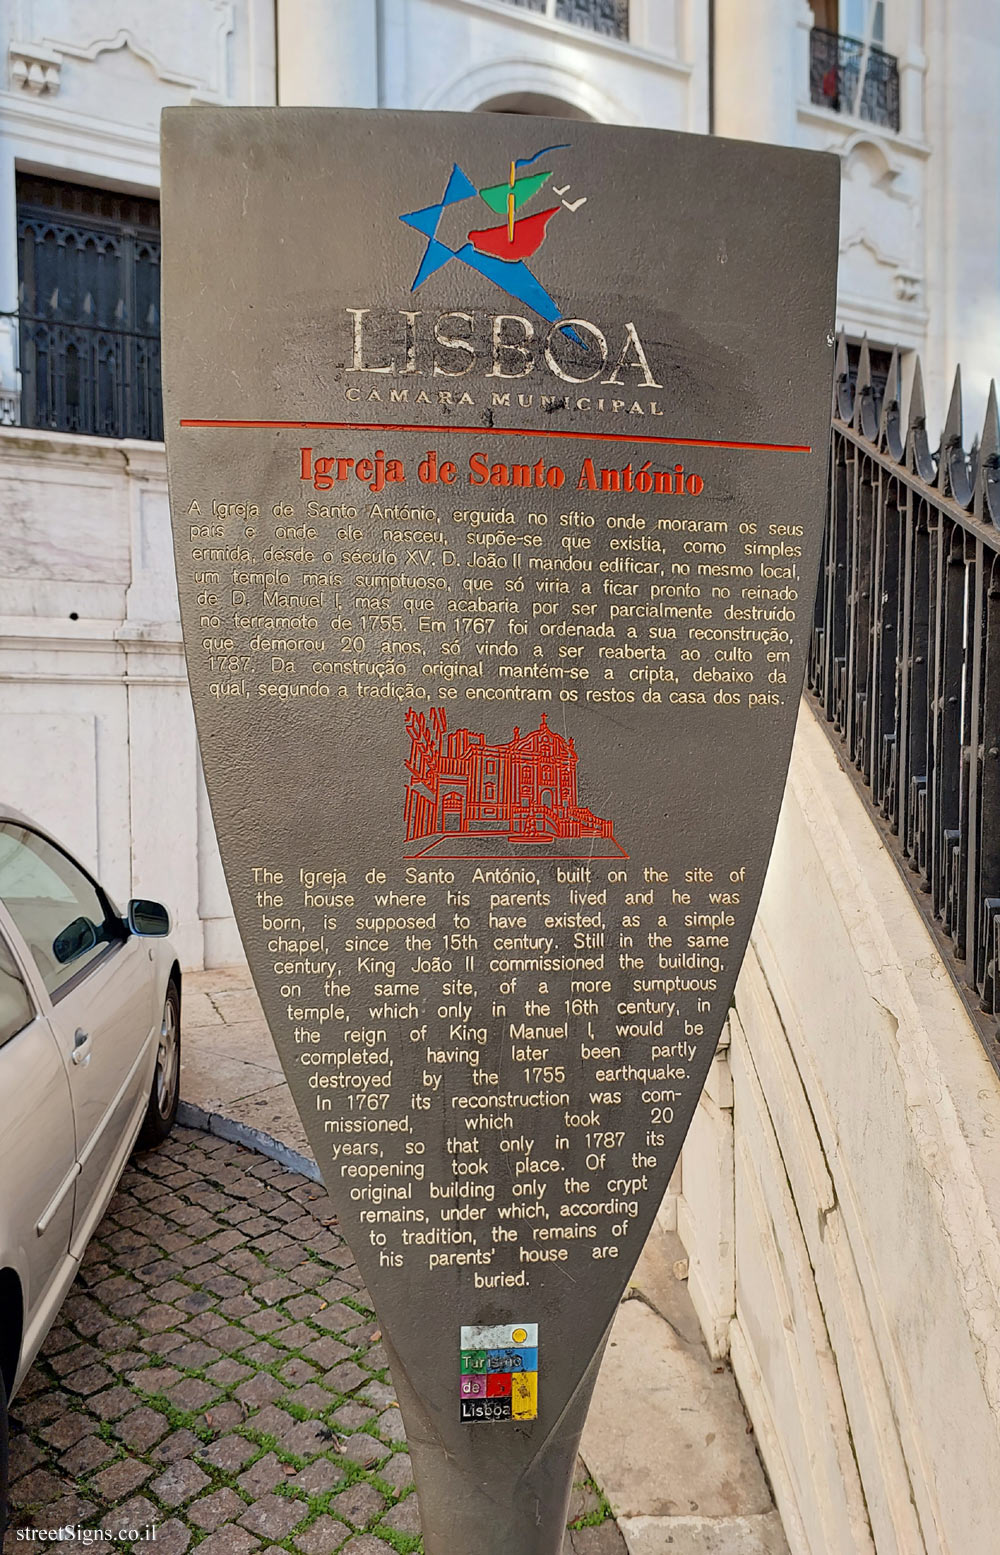 LISBOA
CÂMARA MUNICIPAL
Igreja de Santo António
A Igreja de Santo António, erguida no sítio onde moraram os seus
pais e onde ele nasceu, supõe-se que existia, como simples
ermida, desde o século XV. D. João II mandou edificar, no mesmo local,
um templo mais sumptuoso, que só viria a ficar pronto no reinado
de D. Manuel I, mas que acabaria por ser parcialmente destruído
no terramoto de 1755. Em 1767 foi ordenada a sua reconstrução,
que demorou 20 anos, só vindo a ser reaberta ao culto em
1787. Da construção original mantém-se a cripta, debaixo da
qual, segundo a tradição, se encontram os restos da casa dos pais.
The Igreja de Santo António, built on the site of
the house where his parents lived and he was
born, is supposed to have existed, as a simple
chapel, since the 15th century. Still in the same
century, King João II commissioned the building,
on the same site, of a more sumptuous
temple, which only in the 16th century, in
the reign of King Manuel I, would be
completed, having later been partly
destroyed by the 1755 earthquake.
In 1767 its reconstruction was com-
missioned, which took 20
years, so that only in 1787 its
reopening took place. Of the
original building only the crypt
remains, under which, according
to tradition, the remains of
his parents' house are
buried.
Turismo
de
Lisboa
streetSigns.co.il